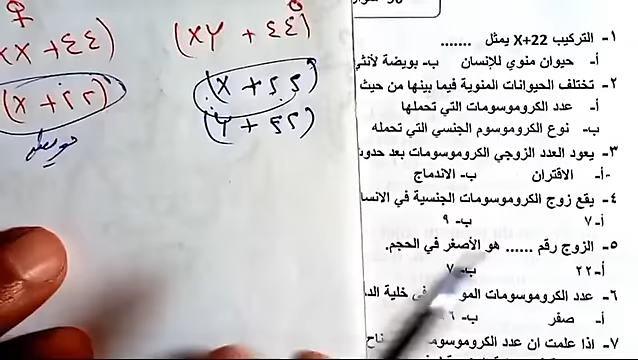 ١- التركيب X+22 يمثل .......
أ- حيوان منوي للإنسان ب- بويضة لأنثى
٢- تختلف الحيوانات المنوية فيما بينها من حيث
أ- عدد الكروموسومات التي تحملها
ب- نوع الكروموسوم الجنسي التي تحمله
٣- يعود العدد الزوجي الكروموسومات بعد حدوث
أ- الاقتران ب- الاندماج
٤- يقع زوج الكروموسومات الجنسية في
أ- ٧ ب- ٩
٥- الزوج رقم ...... هو الأصغر في الحجم.
أ- ٢٢ ب- ٧
٦- عدد الكروموسومات في خلية
أ- صفر ب-
٧- اذا علمت ان عدد الكروموسومات
(XY + ٤٤)
(X + ٢٢)
(Y + ٢٢)
X + ٤٤)
(X + ٢٢)